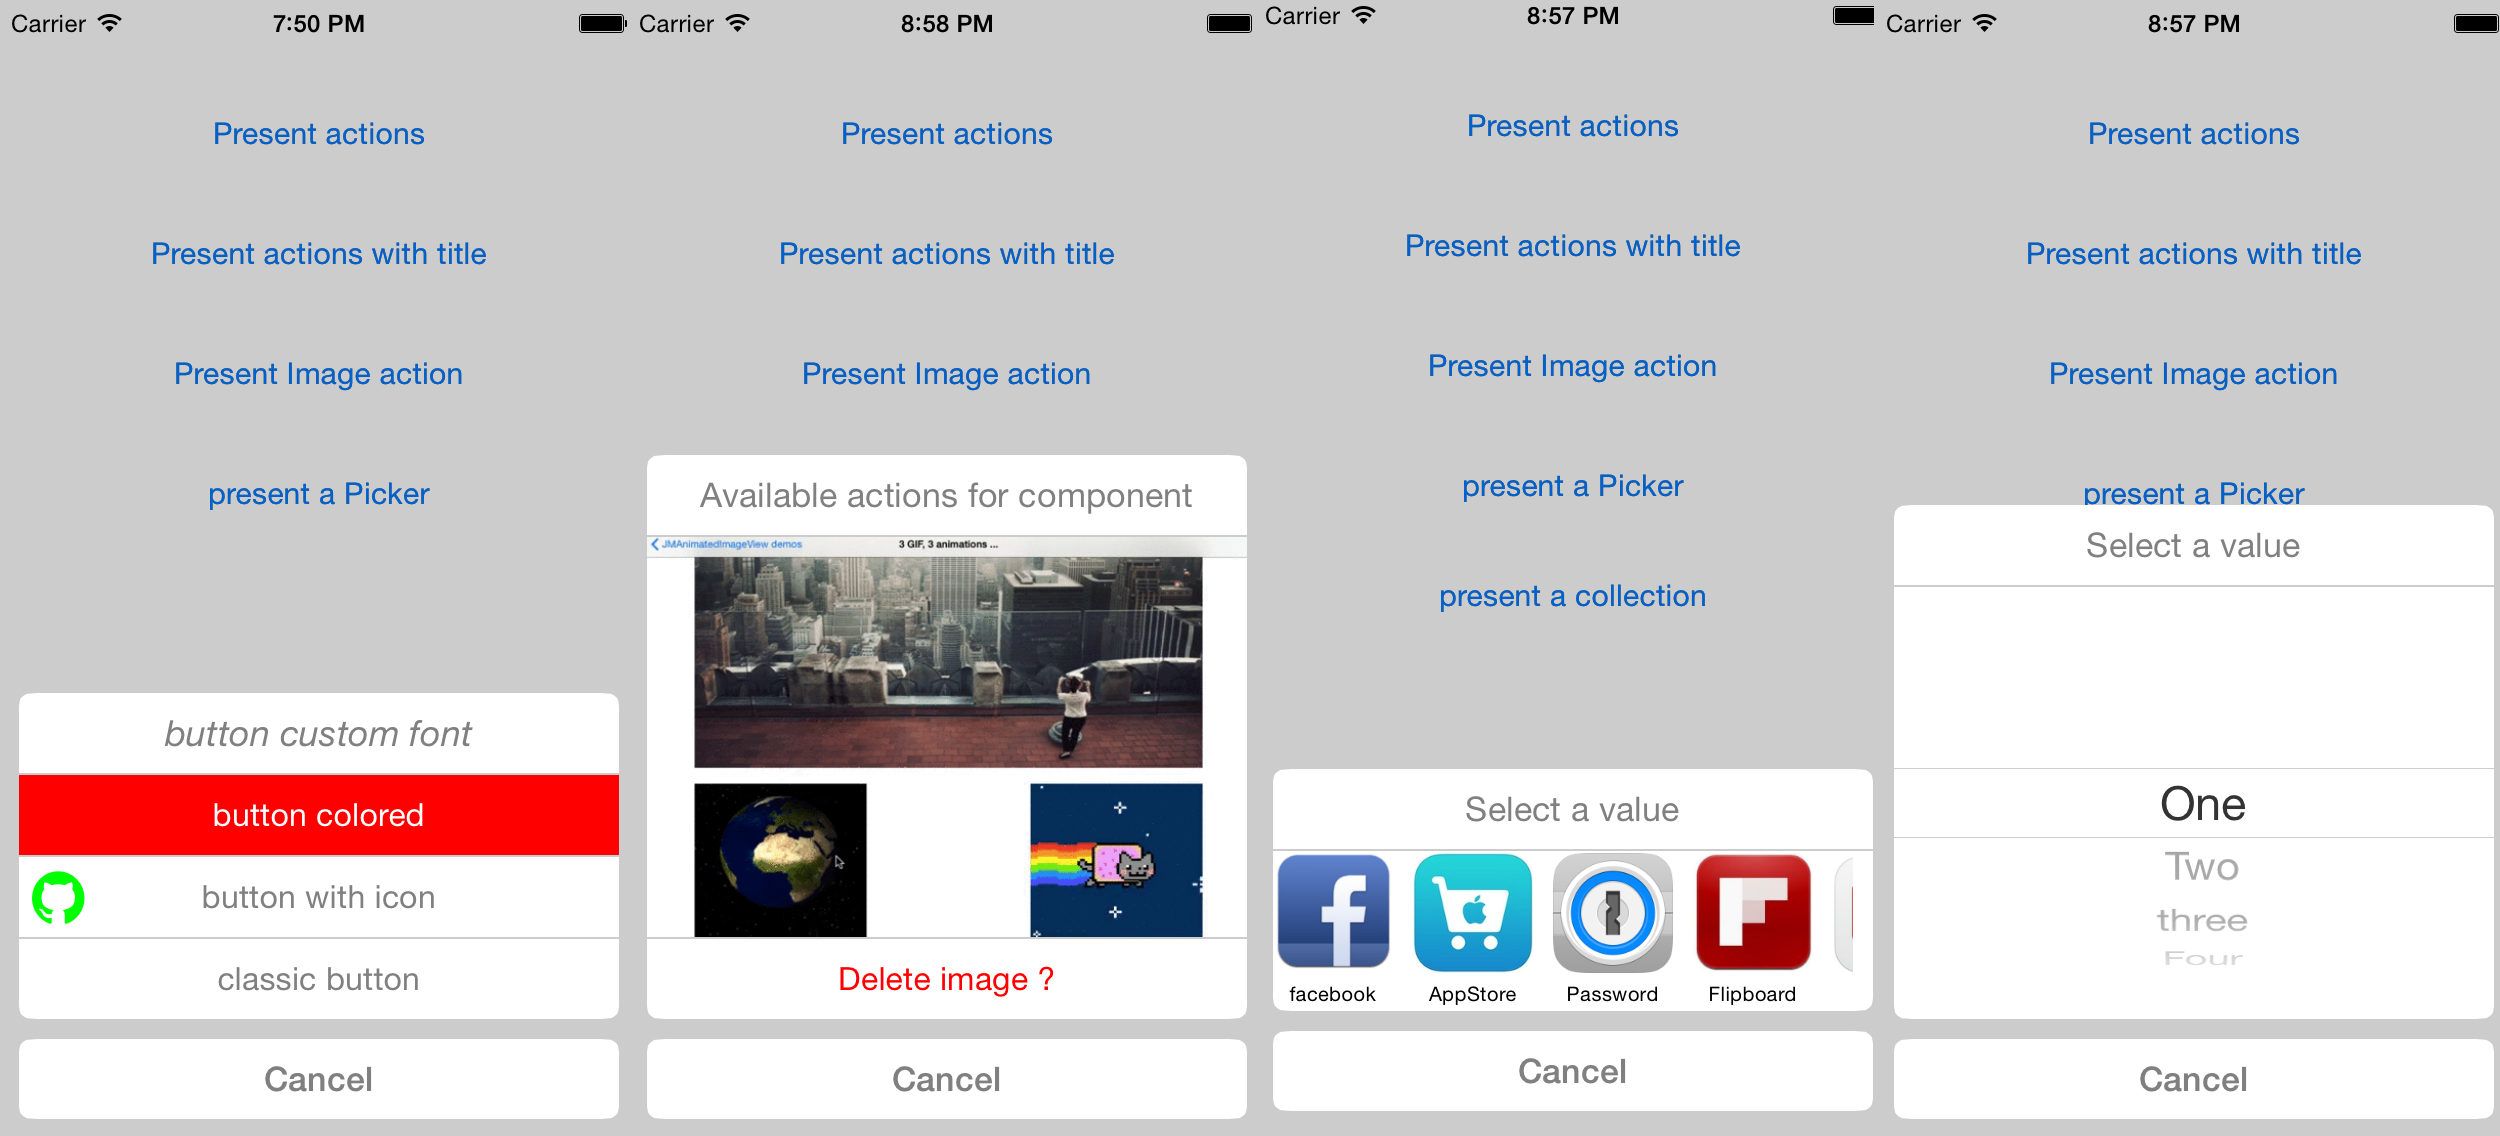 Carrier
7:50 PM
Present actions
Present actions with title
Present Image action
present a Picker
button custom font
button colored
button with icon
classic button
Cancel
Carrier
8:58 PM
Present actions
Present actions with title
Present Image action
Available actions for component
JMAnimatedImageView demos
3 GIF, 3 animations ...
Delete image ?
Cancel
Carrier
8:57 PM
Present actions
Present actions with title
Present Image action
present a Picker
present a collection
Select a value
facebook
AppStore
Password
Flipboard
Cancel
Carrier
8:57 PM
Present actions
Present actions with title
Present Image action
present a Picker
Select a value
One
Two
three
Four
Cancel